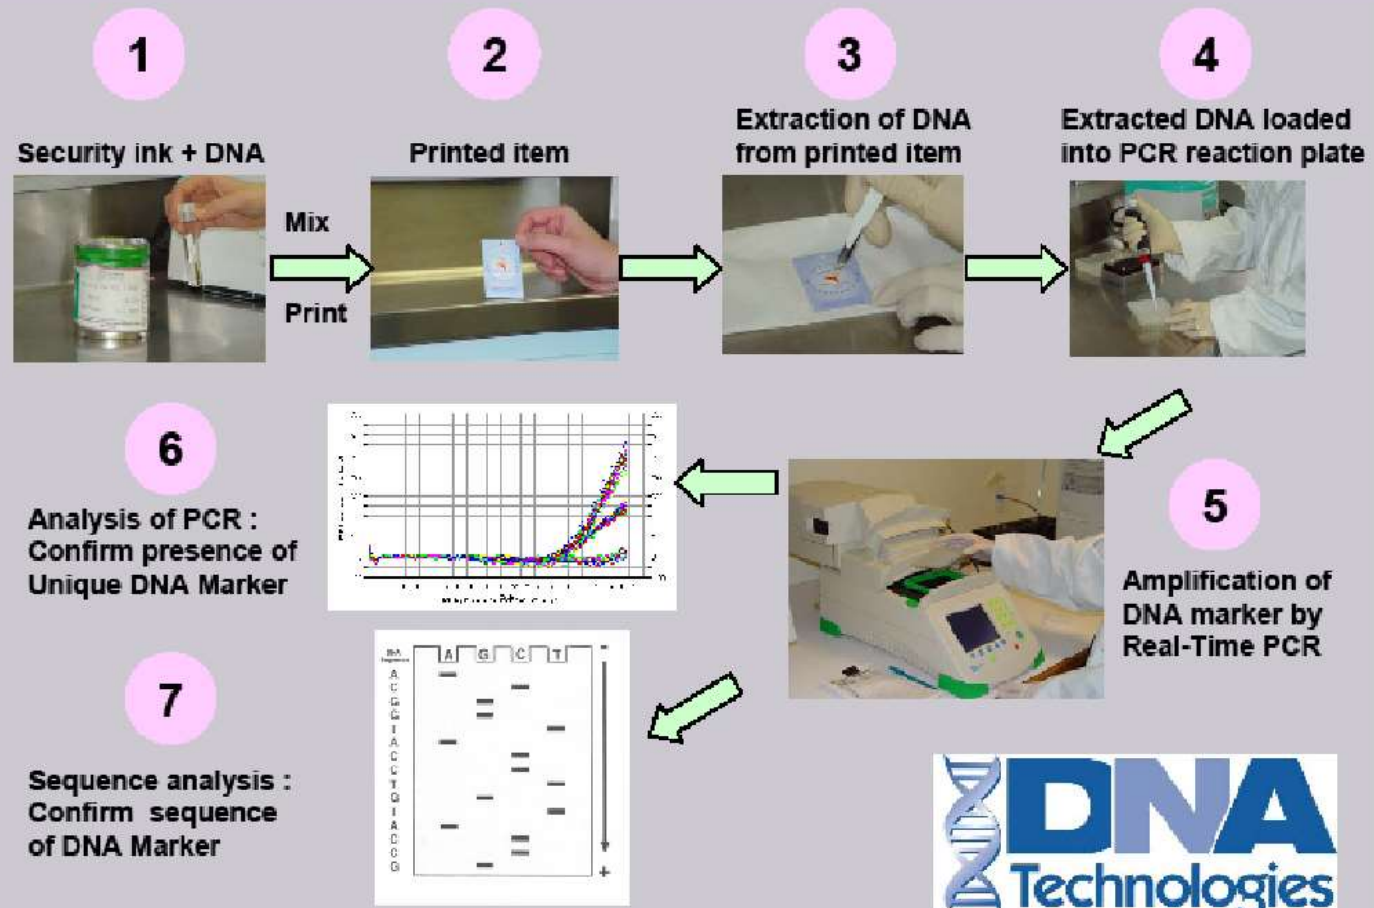 1
Security ink + DNA
Mix
Print
2
Printed item
3
Extraction of DNA
from printed item
4
Extracted DNA loaded
into PCR reaction plate
5
Amplification of
DNA marker by
Real-Time PCR
6
Analysis of PCR :
Confirm presence of
Unique DNA Marker
7
Sequence analysis :
Confirm sequence
of DNA Marker
A G C T
-
A
C
G
G
T
A
C
C
T
G
T
A
C
C
G
+
DNA
Technologies